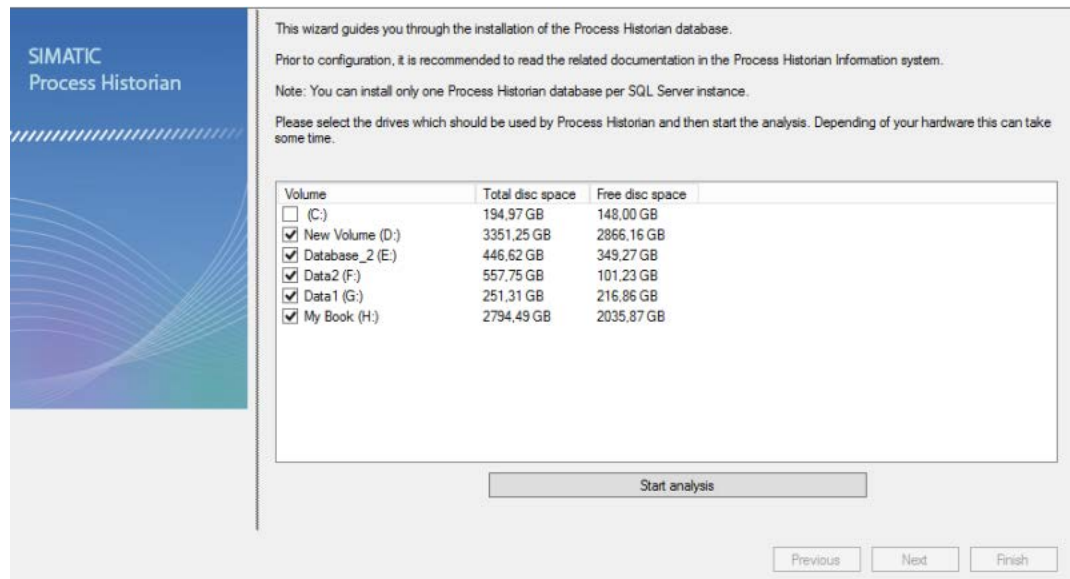 SIMATIC
Process Historian
This wizard guides you through the installation of the Process Historian database.
Prior to configuration, it is recommended to read the related documentation in the Process Historian Information system.
Note: You can install only one Process Historian database per SQL Server instance.
Please select the drives which should be used by Process Historian and then start the analysis. Depending of your hardware this can take
some time.
Volume Total disc space Free disc space
(C:) 194,97 GB 148,00 GB
New Volume (D:) 3351,25 GB 2866,16 GB
Database_2 (E:) 446,62 GB 349,27 GB
Data2 (F:) 557,75 GB 101,23 GB
Data1 (G:) 251,31 GB 216,86 GB
My Book (H:) 2794,49 GB 2035,87 GB
Start analysis
Previous Next Finish